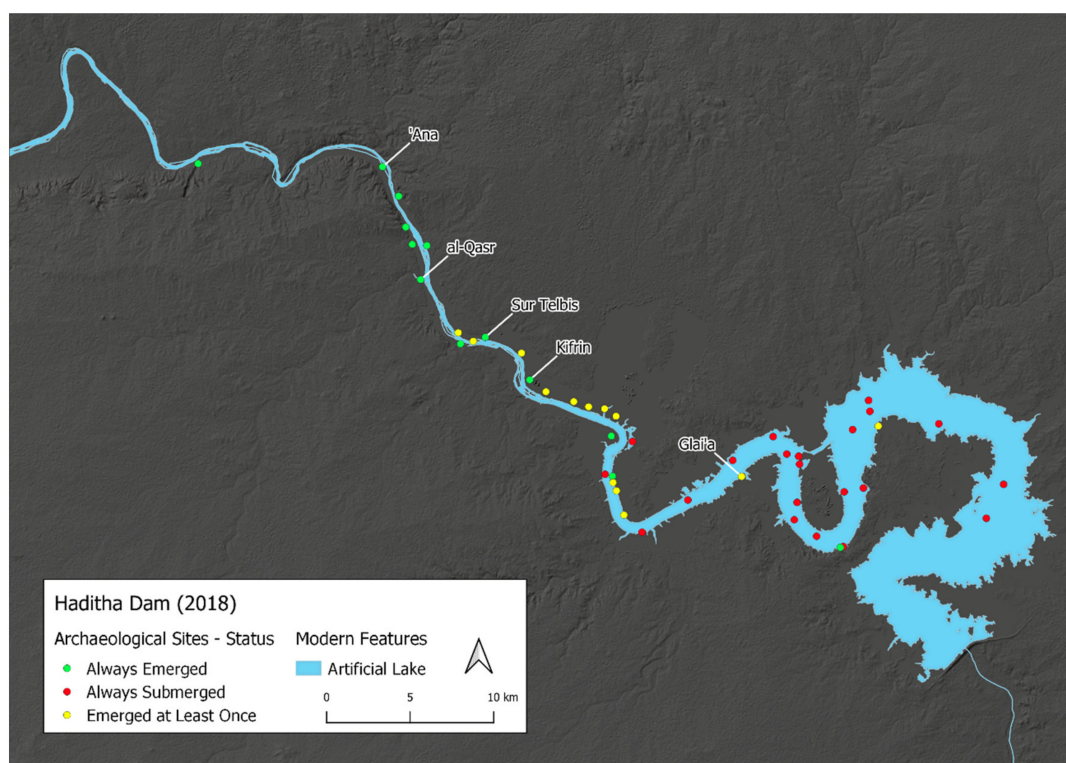 'Ana
al-Qasr
Sur Telbis
Kifrin
Glai'a
Haditha Dam (2018)
Archaeological Sites - Status
Always Emerged
Always Submerged
Emerged at Least Once
Modern Features
Artificial Lake
0 5 10 km